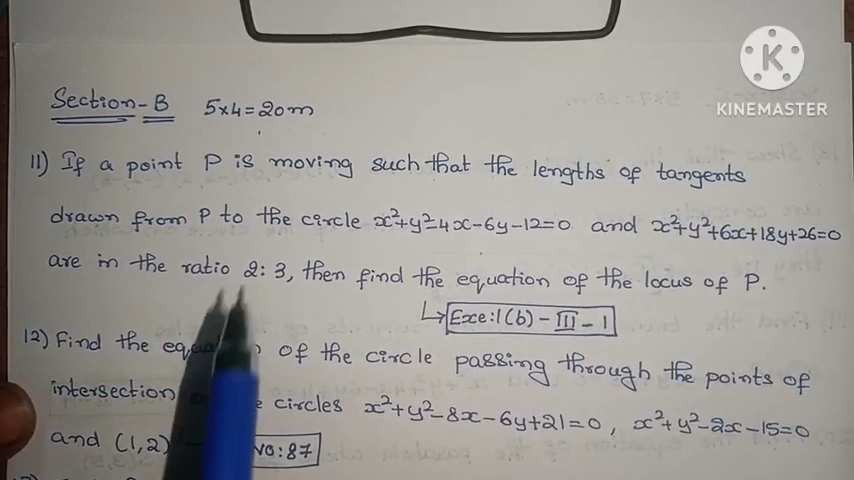 KINEMASTER
Section-B 5x4=20m
11) If a point P is moving such that the lengths of tangents
drawn from P to the circle x²+y²-4x-6y-12=0 and x²+y²+6x+18y+26=0
are in the ratio 2:3, then find the equation of the locus of P.
↳ Exe:1(b)-III-1
12) Find the of the circle passing through the points of
intersection circles x²+y²-8x-6y+21=0, x²+y²-2x-15=0
and (1,2) NO:87